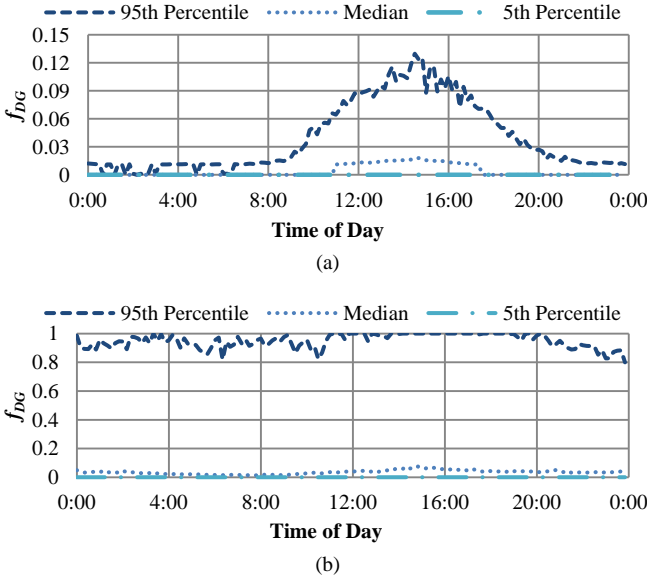 95th Percentile Median 5th Percentile
0.15
0.12
0.09
0.06
0.03
0
f_DG
0:00 4:00 8:00 12:00 16:00 20:00 0:00
Time of Day
(a)
95th Percentile Median 5th Percentile
1
0.8
0.6
0.4
0.2
0
f_DG
0:00 4:00 8:00 12:00 16:00 20:00 0:00
Time of Day
(b)